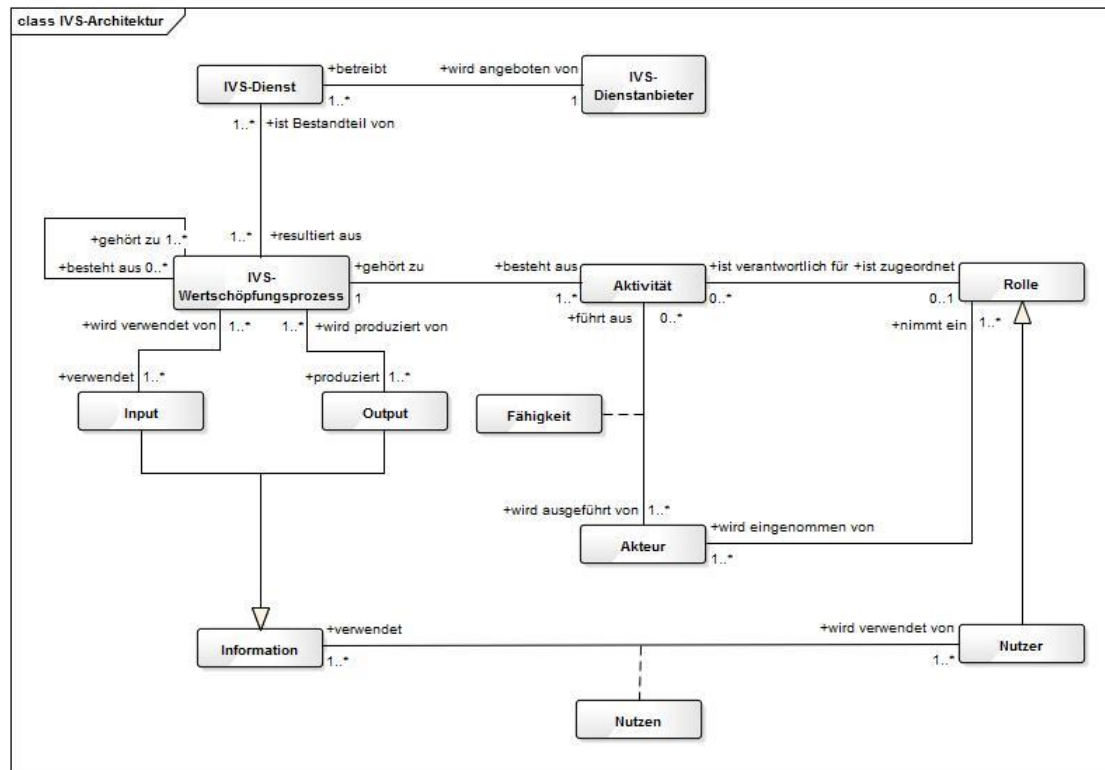 class IVS-Architektur
+betreibt
+wird angeboten von
IVS-Dienst
IVS-
Dienstanbieter
1..*
1
1..*
+ist Bestandteil von
+gehört zu 1..*
1..*
+resultiert aus
+besteht aus 0..*
IVS-
Wertschöpfungsprozess
+gehört zu
1
+besteht aus
1..*
Aktivität
+ist verantwortlich für
0..*
+ist zugeordnet
0..1
Rolle
+wird verwendet von
1..*
1..*
+wird produziert von
+führt aus
0..*
+nimmt ein
1..*
+verwendet
1..*
+produziert
1..*
Input
Output
Fähigkeit
+wird ausgeführt von
1..*
Akteur
+wird eingenommen von
1..*
Information
+verwendet
1..*
+wird verwendet von
1..*
Nutzer
Nutzen